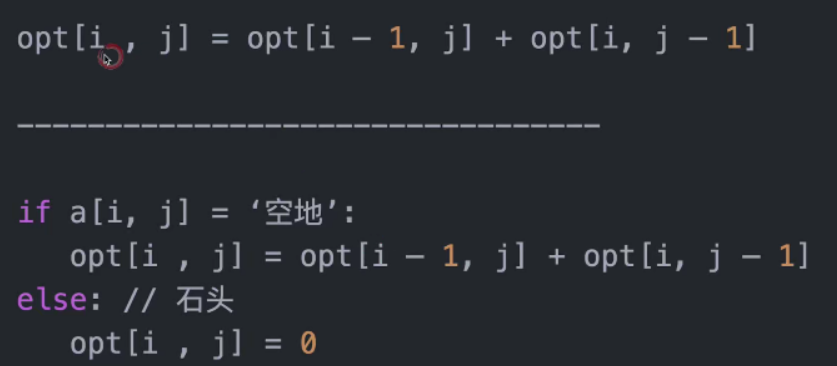 opt[i , j] = opt[i − 1, j] + opt[i, j − 1]
---------------------------------
if a[i, j] = ‘空地’:
opt[i , j] = opt[i − 1, j] + opt[i, j − 1]
else: // 石头
opt[i , j] = 0